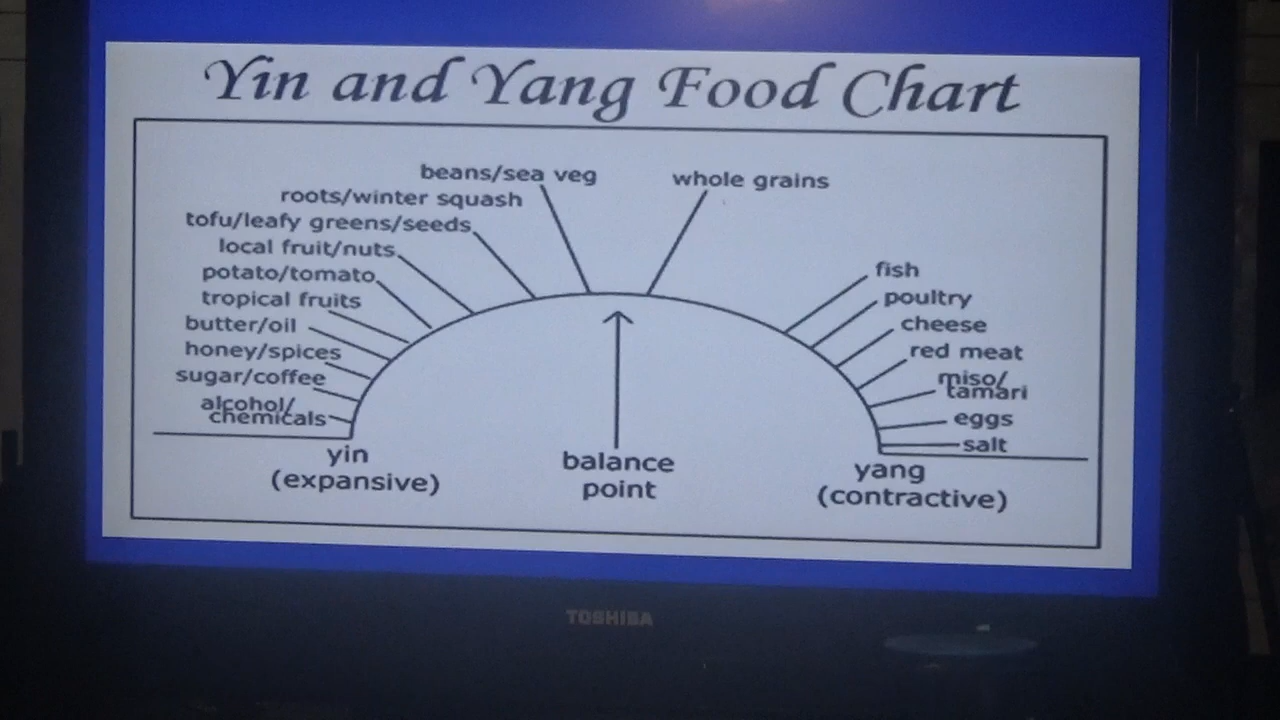 Yin and Yang Food Chart
beans/sea veg
whole grains
roots/winter squash
tofu/leafy greens/seeds
local fruit/nuts
potato/tomato
tropical fruits
butter/oil
honey/spices
sugar/coffee
alcohol/
chemicals
fish
poultry
cheese
red meat
miso/
tamari
eggs
salt
yin
(expansive)
balance
point
yang
(contractive)
TOSHIBA